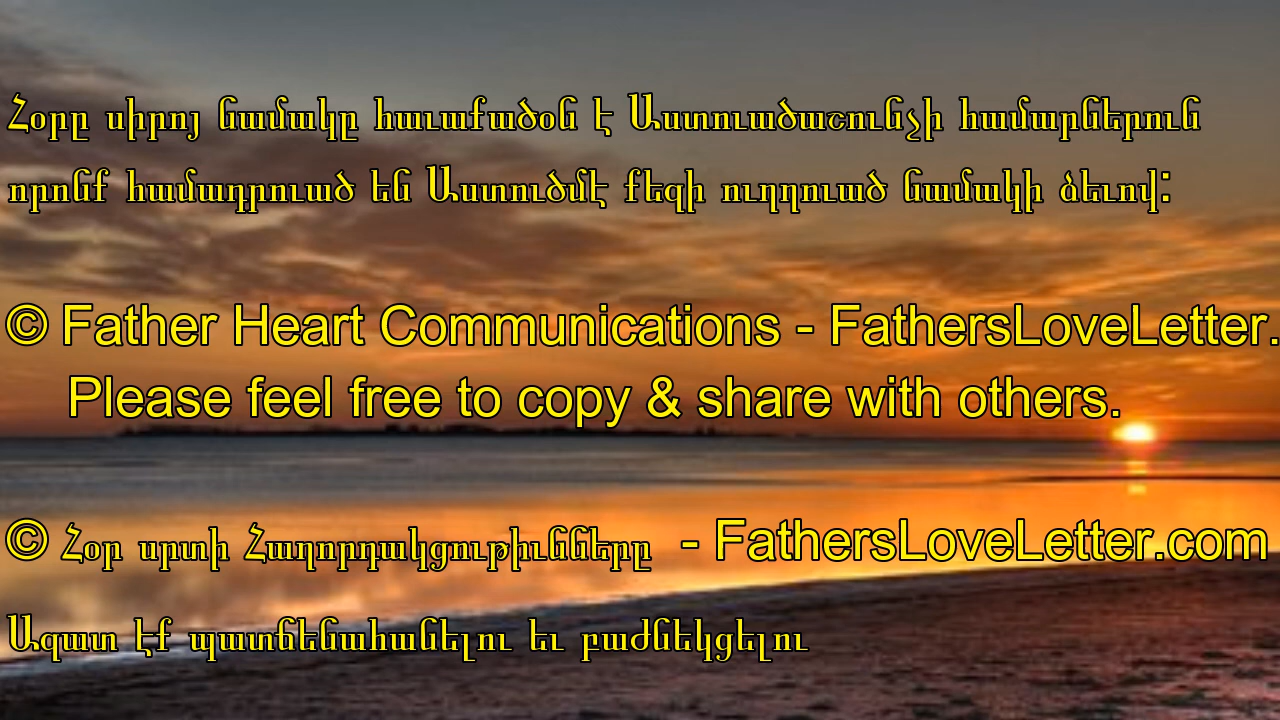 Հօրը սիրոյ նամակը հաւաքածօն է Աստուածաշունչի համարներուն
որոնք համադրուած են Աստուծմէ քեզի ուղղուած նամակի ձեւով:
© Father Heart Communications - FathersLoveLetter.
Please feel free to copy & share with others.
© Հօր սրտի Հաղորդակցութիւնները - FathersLoveLetter.com
Ազատ էք պատճենահանելու եւ բաժնեկցելու